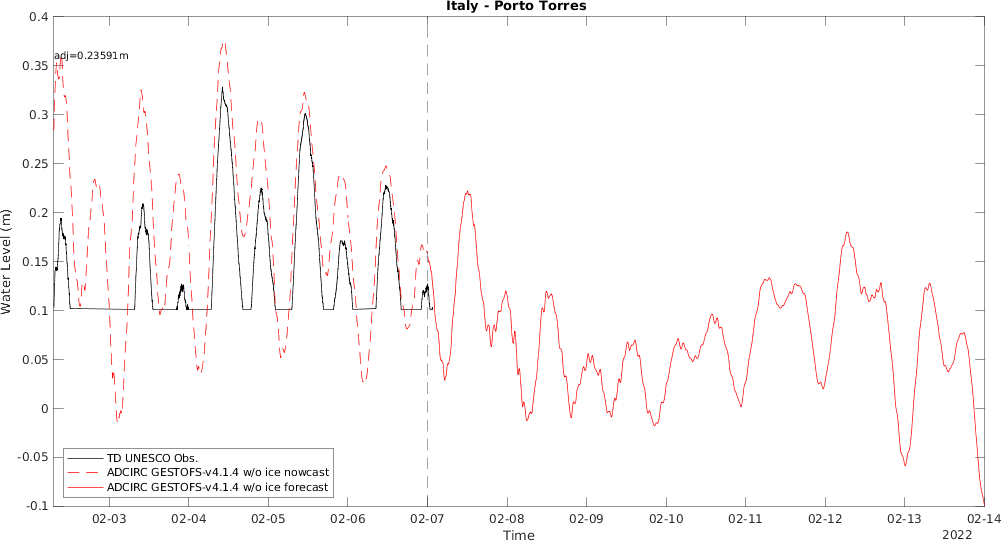 Italy - Porto Torres
adj=0.23591m
Water Level (m)
0.4
0.35
0.3
0.25
0.2
0.15
0.1
0.05
0
-0.05
-0.1
TD UNESCO Obs.
ADCIRC GESTOFS-v4.1.4 w/o ice nowcast
ADCIRC GESTOFS-v4.1.4 w/o ice forecast
02-03 02-04 02-05 02-06 02-07 02-08 02-09 02-10 02-11 02-12 02-13 02-14
Time
2022